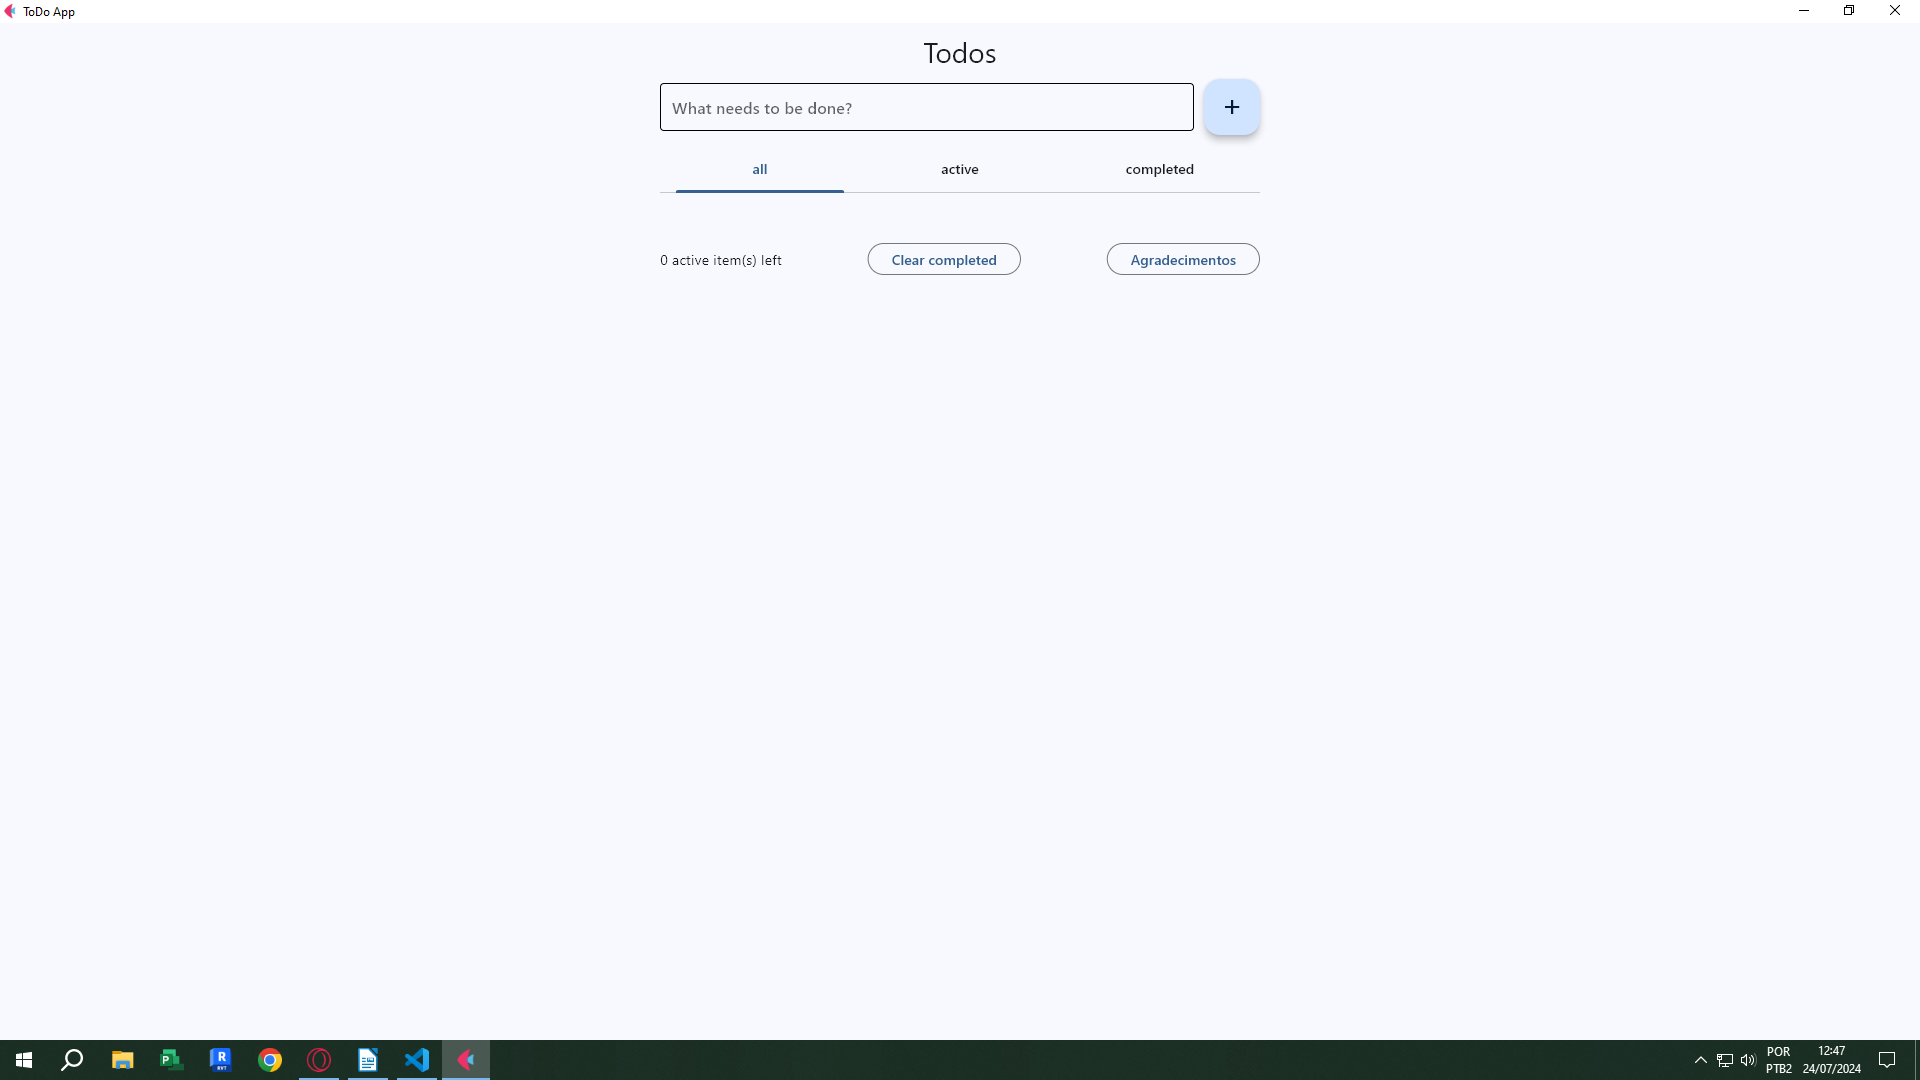 ToDo App
Todos
What needs to be done?
+
all active completed
0 active item(s) left Clear completed Agradecimentos
POR 12:47
PTB2 24/07/2024